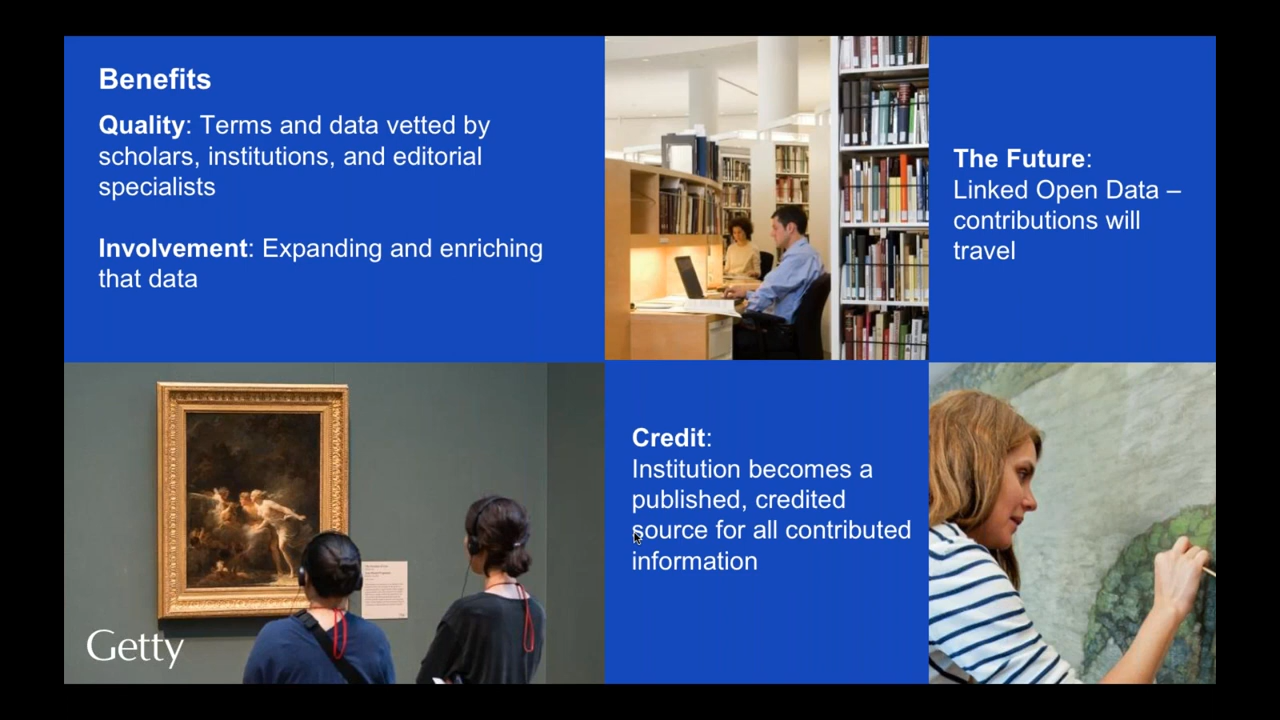 Benefits
Quality: Terms and data vetted by
scholars, institutions, and editorial
specialists
Involvement: Expanding and enriching
that data
The Future:
Linked Open Data –
contributions will
travel
Credit:
Institution becomes a
published, credited
source for all contributed
information
Getty